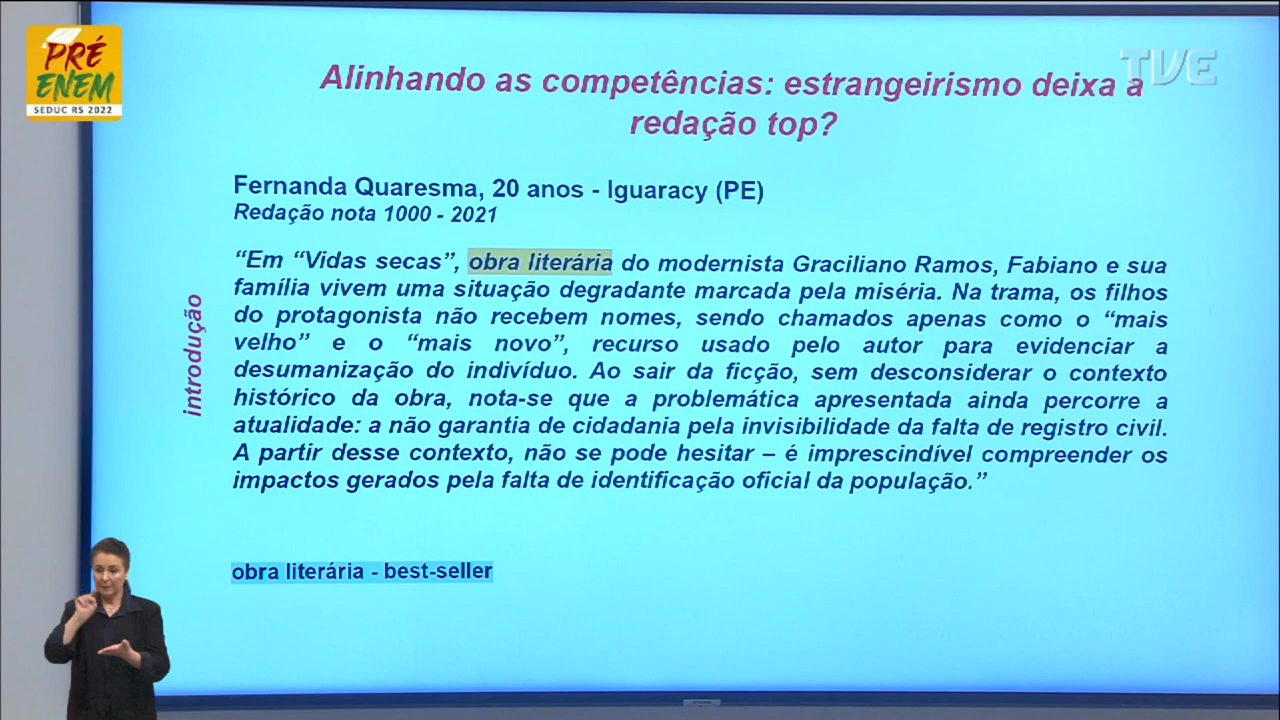 PRÉ
ENEM
SEDUC RS 2022
TVE
Alinhando as competências: estrangeirismo deixa a
redação top?
Fernanda Quaresma, 20 anos - Iguaracy (PE)
Redação nota 1000 - 2021
introdução
“Em “Vidas secas”, obra literária do modernista Graciliano Ramos, Fabiano e sua
família vivem uma situação degradante marcada pela miséria. Na trama, os filhos
do protagonista não recebem nomes, sendo chamados apenas como o “mais
velho” e o “mais novo”, recurso usado pelo autor para evidenciar a
desumanização do indivíduo. Ao sair da ficção, sem desconsiderar o contexto
histórico da obra, nota-se que a problemática apresentada ainda percorre a
atualidade: a não garantia de cidadania pela invisibilidade da falta de registro civil.
A partir desse contexto, não se pode hesitar – é imprescindível compreender os
impactos gerados pela falta de identificação oficial da população.”
obra literária - best-seller